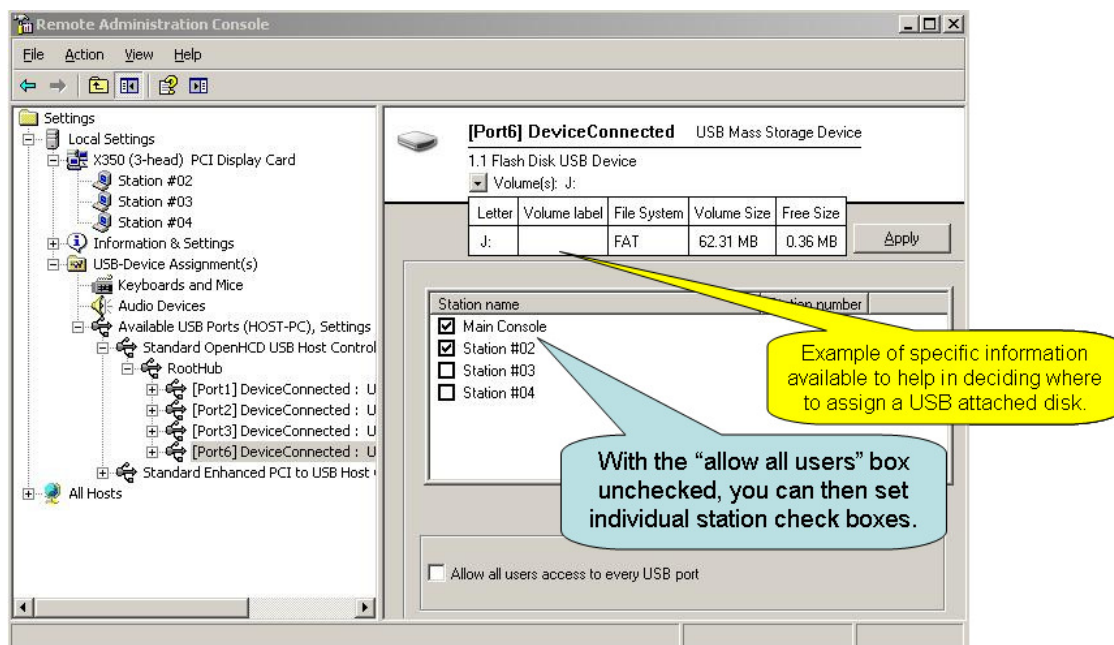 Remote Administration Console
File Action View Help
Settings
Local Settings
X350 (3-head) PCI Display Card
Station #02
Station #03
Station #04
Information & Settings
USB-Device Assignment(s)
Keyboards and Mice
Audio Devices
Available USB Ports (HOST-PC), Settings
Standard OpenHCD USB Host Control
RootHub
[Port1] DeviceConnected : U
[Port2] DeviceConnected : U
[Port3] DeviceConnected : U
[Port6] DeviceConnected : U
Standard Enhanced PCI to USB Host
All Hosts
[Port6] DeviceConnected USB Mass Storage Device
1.1 Flash Disk USB Device
Volume(s): J:
Letter Volume label File System Volume Size Free Size
J: FAT 62.31 MB 0.36 MB
Apply
Station name Station number
Main Console
Station #02
Station #03
Station #04
Example of specific information
available to help in deciding where
to assign a USB attached disk.
With the “allow all users” box
unchecked, you can then set
individual station check boxes.
Allow all users access to every USB port